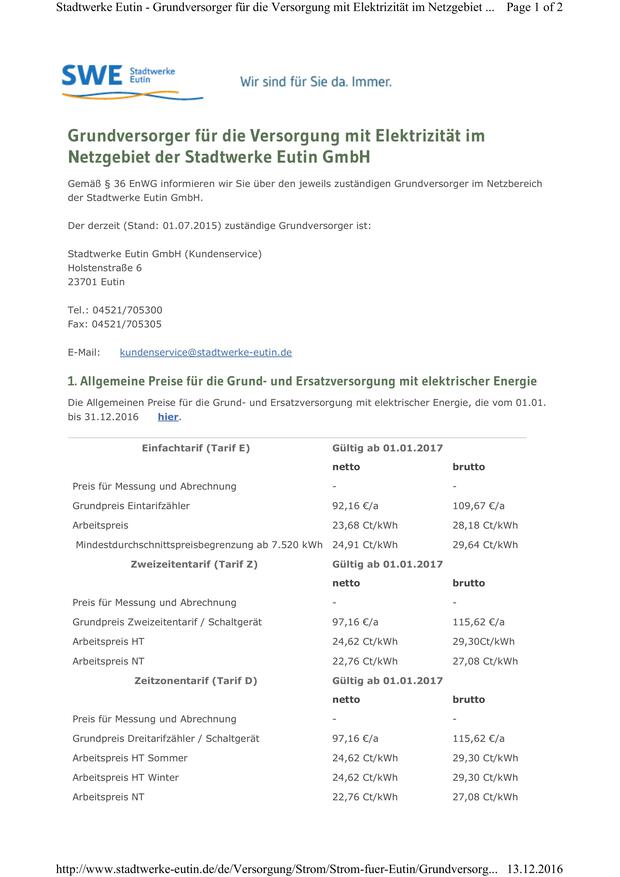 Stadtwerke Eutin - Grundversorger für die Versorgung mit Elektrizität im Netzgebiet ... Page 1 of 2
SWE Stadtwerke Eutin
Wir sind für Sie da. Immer.
Grundversorger für die Versorgung mit Elektrizität im
Netzgebiet der Stadtwerke Eutin GmbH
Gemäß § 36 EnWG informieren wir Sie über den jeweils zuständigen Grundversorger im Netzbereich
der Stadtwerke Eutin GmbH.
Der derzeit (Stand: 01.07.2015) zuständige Grundversorger ist:
Stadtwerke Eutin GmbH (Kundenservice)
Holstenstraße 6
23701 Eutin
Tel.: 04521/705300
Fax: 04521/705305
E-Mail: kundenservice@stadtwerke-eutin.de
1. Allgemeine Preise für die Grund- und Ersatzversorgung mit elektrischer Energie
Die Allgemeinen Preise für die Grund- und Ersatzversorgung mit elektrischer Energie, die vom 01.01.
bis 31.12.2016 hier.
Einfachtarif (Tarif E) Gültig ab 01.01.2017
netto brutto
Preis für Messung und Abrechnung - -
Grundpreis Eintarifzähler 92,16 €/a 109,67 €/a
Arbeitspreis 23,68 Ct/kWh 28,18 Ct/kWh
Mindestdurchschnittspreisbegrenzung ab 7.520 kWh 24,91 Ct/kWh 29,64 Ct/kWh
Zweizeitentarif (Tarif Z) Gültig ab 01.01.2017
netto brutto
Preis für Messung und Abrechnung - -
Grundpreis Zweizeitentarif / Schaltgerät 97,16 €/a 115,62 €/a
Arbeitspreis HT 24,62 Ct/kWh 29,30Ct/kWh
Arbeitspreis NT 22,76 Ct/kWh 27,08 Ct/kWh
Zeitzonentarif (Tarif D) Gültig ab 01.01.2017
netto brutto
Preis für Messung und Abrechnung - -
Grundpreis Dreitarifzähler / Schaltgerät 97,16 €/a 115,62 €/a
Arbeitspreis HT Sommer 24,62 Ct/kWh 29,30 Ct/kWh
Arbeitspreis HT Winter 24,62 Ct/kWh 29,30 Ct/kWh
Arbeitspreis NT 22,76 Ct/kWh 27,08 Ct/kWh
http://www.stadtwerke-eutin.de/de/Versorgung/Strom/Strom-fuer-Eutin/Grundversorg... 13.12.2016